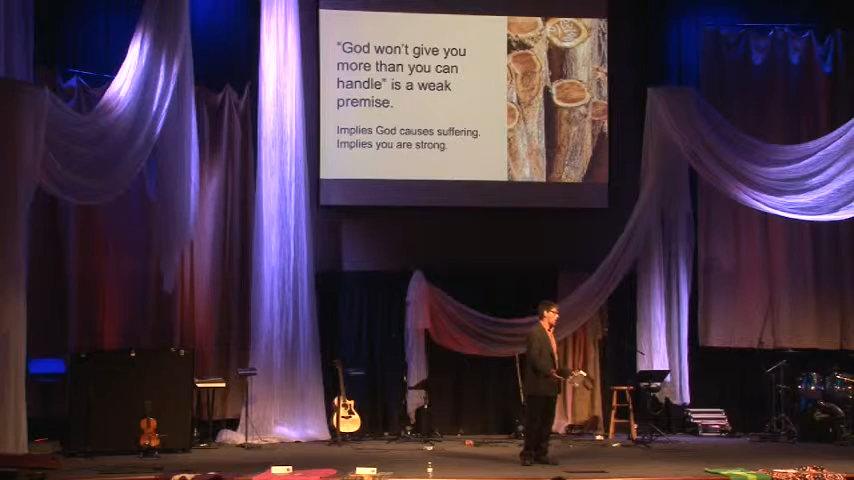 "God won't give you
more than you can
handle" is a weak
premise.
Implies God causes suffering.
Implies you are strong.